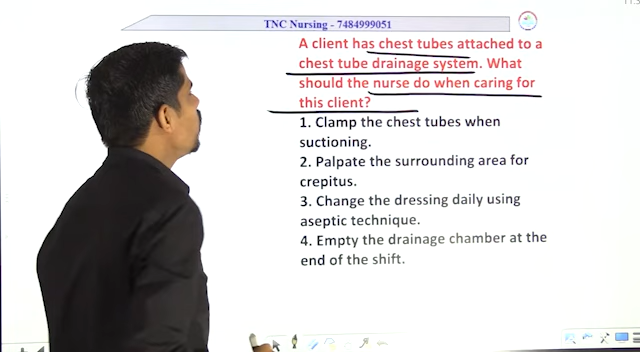 TNC Nursing - 7484999051
A client has chest tubes attached to a
chest tube drainage system. What
should the nurse do when caring for
this client?
1. Clamp the chest tubes when
suctioning.
2. Palpate the surrounding area for
crepitus.
3. Change the dressing daily using
aseptic technique.
4. Empty the drainage chamber at the
end of the shift.